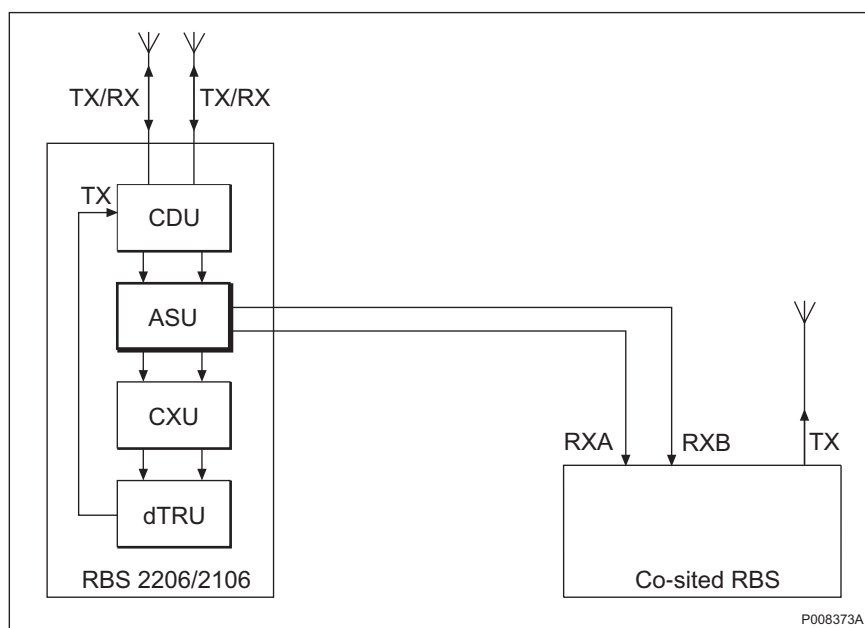 TX/RX TX/RX
TX
CDU
ASU
CXU
RXA RXB TX
dTRU
RBS 2206/2106 Co-sited RBS
P008373A